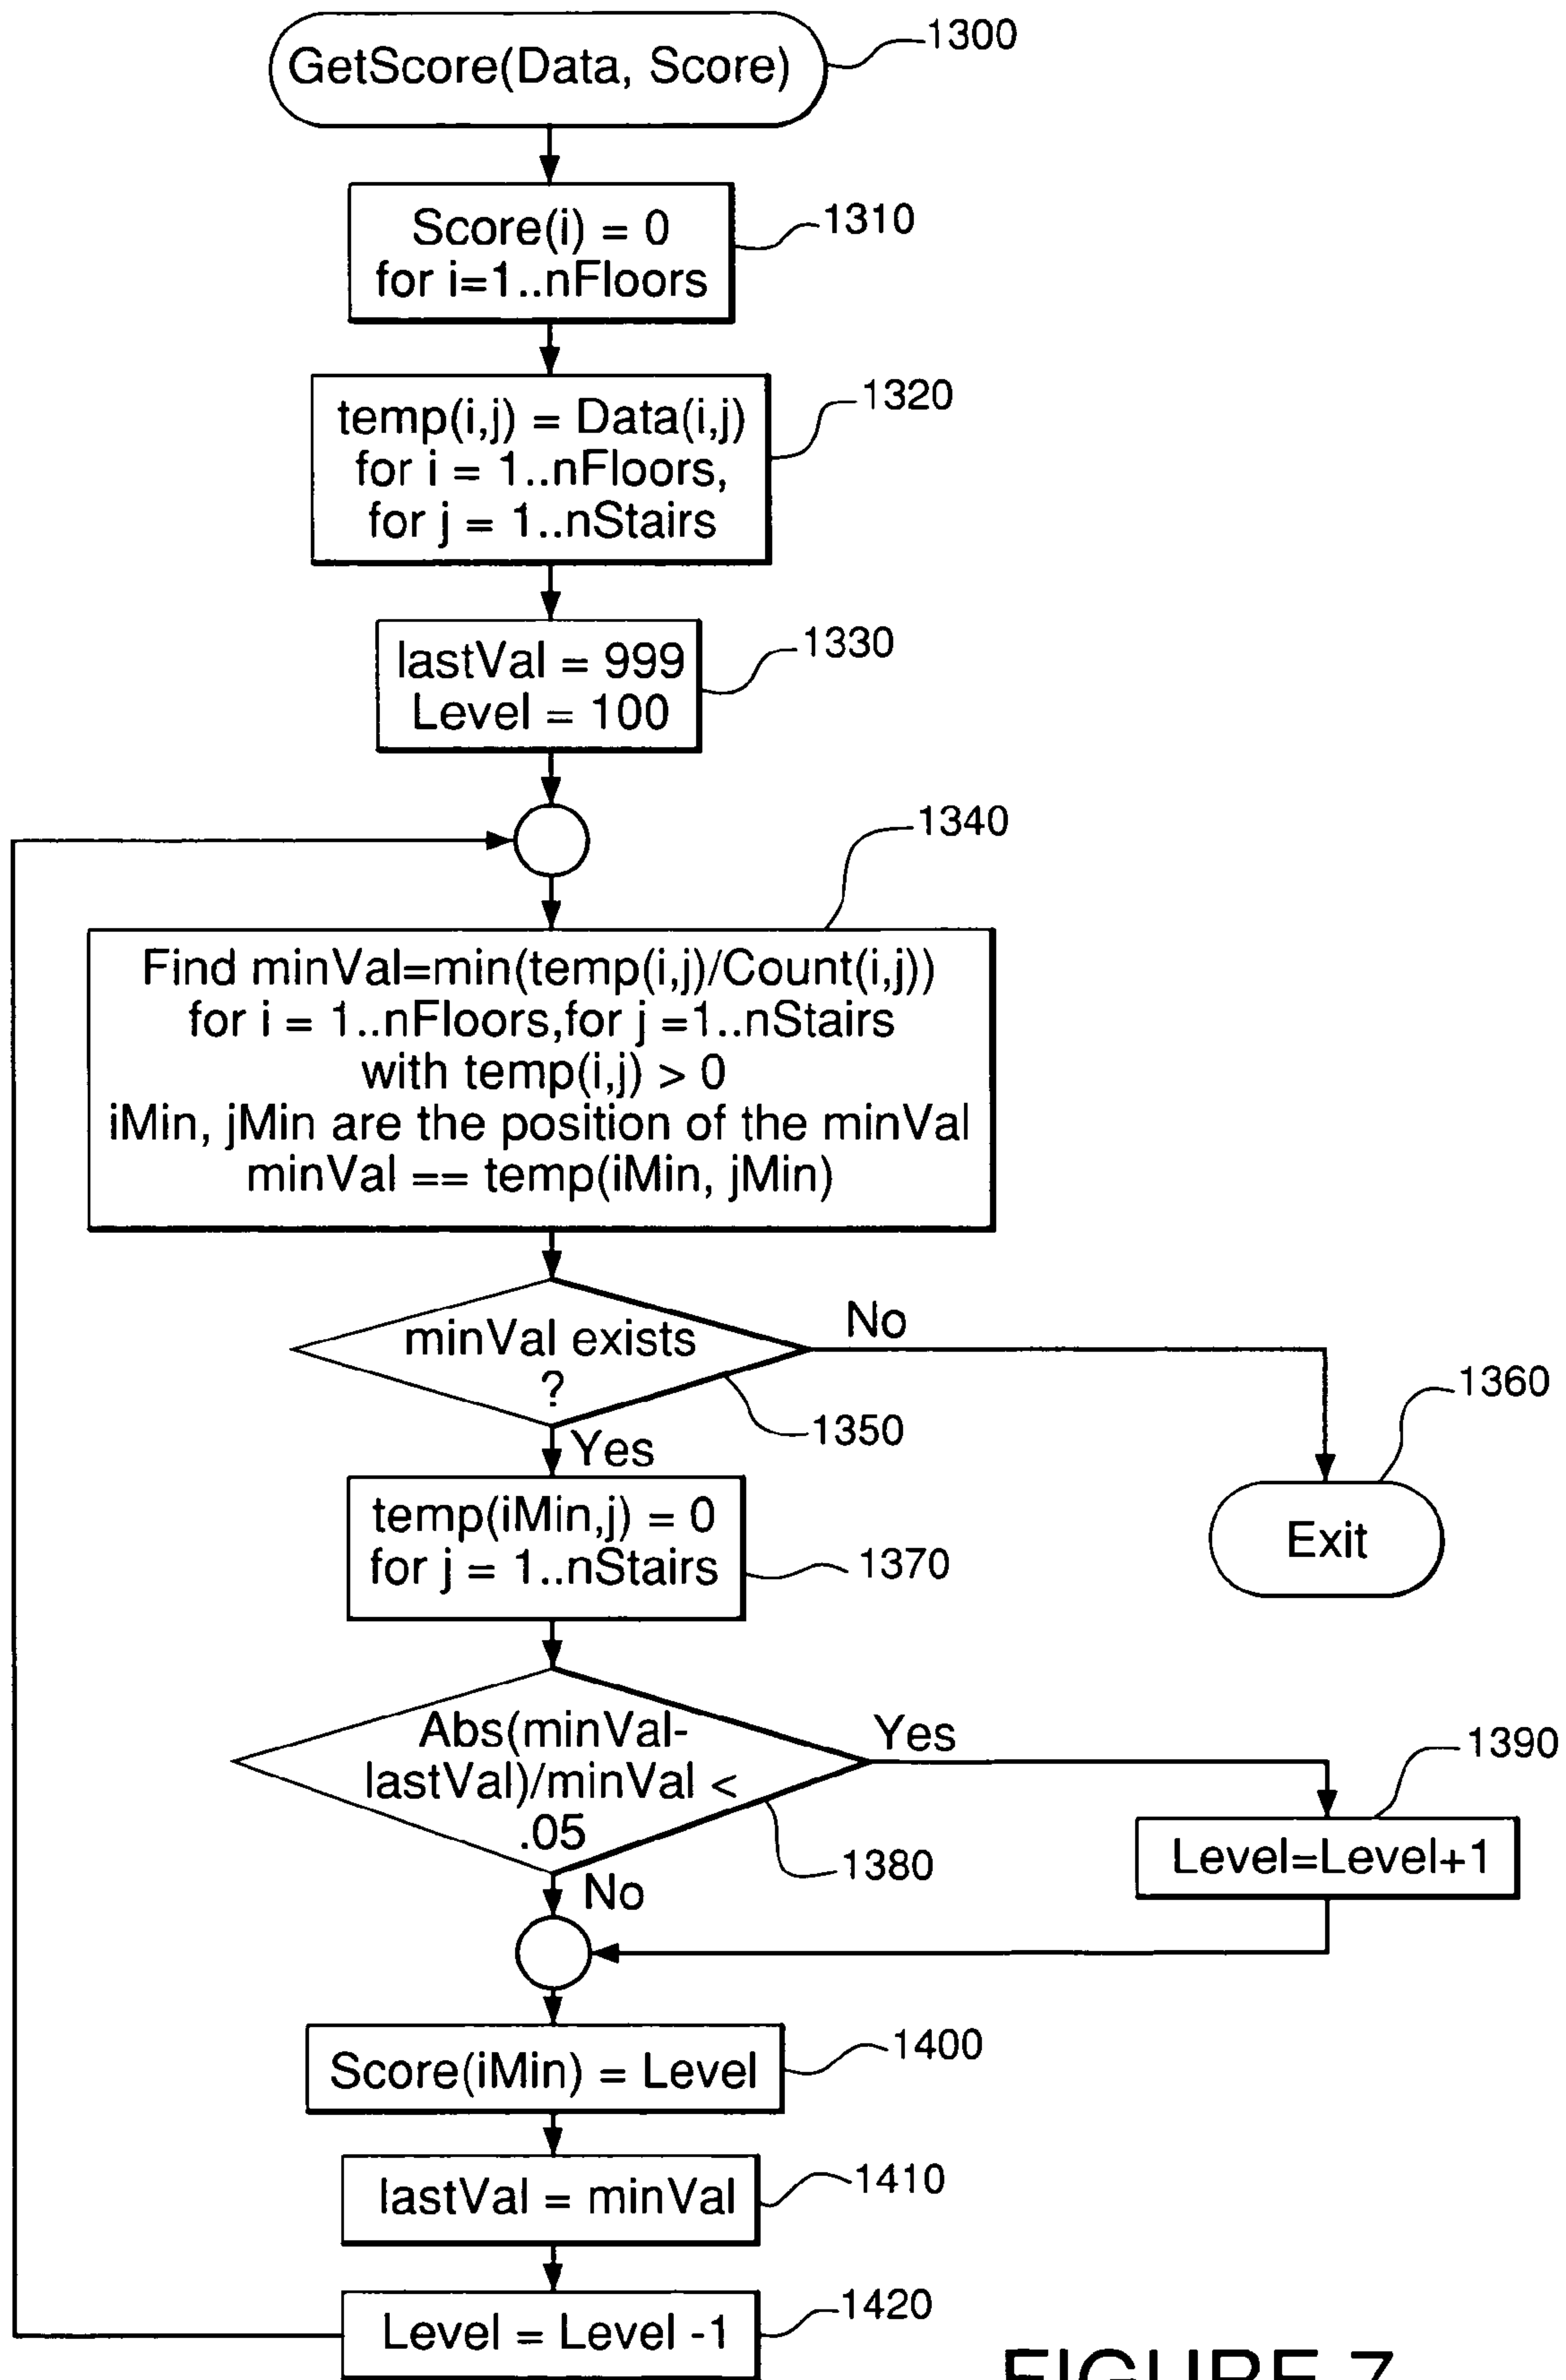 GetScore(Data, Score)
1300
Score(i) = 0
for i=1..nFloors
1310
temp(i,j) = Data(i,j)
for i = 1..nFloors,
for j = 1..nStairs
1320
lastVal = 999
Level = 100
1330
1340
Find minVal=min(temp(i,j)/Count(i,j))
for i = 1..nFloors,for j =1..nStairs
with temp(i,j) > 0
iMin, jMin are the position of the minVal
minVal == temp(iMin, jMin)
minVal exists
?
No
1350
1360
Yes
Exit
temp(iMin,j) = 0
for j = 1..nStairs
1370
Abs(minVal-
lastVal)/minVal <
.05
Yes
1390
1380
Level=Level+1
No
Score(iMin) = Level
1400
lastVal = minVal
1410
Level = Level -1
1420
FIGURE 7